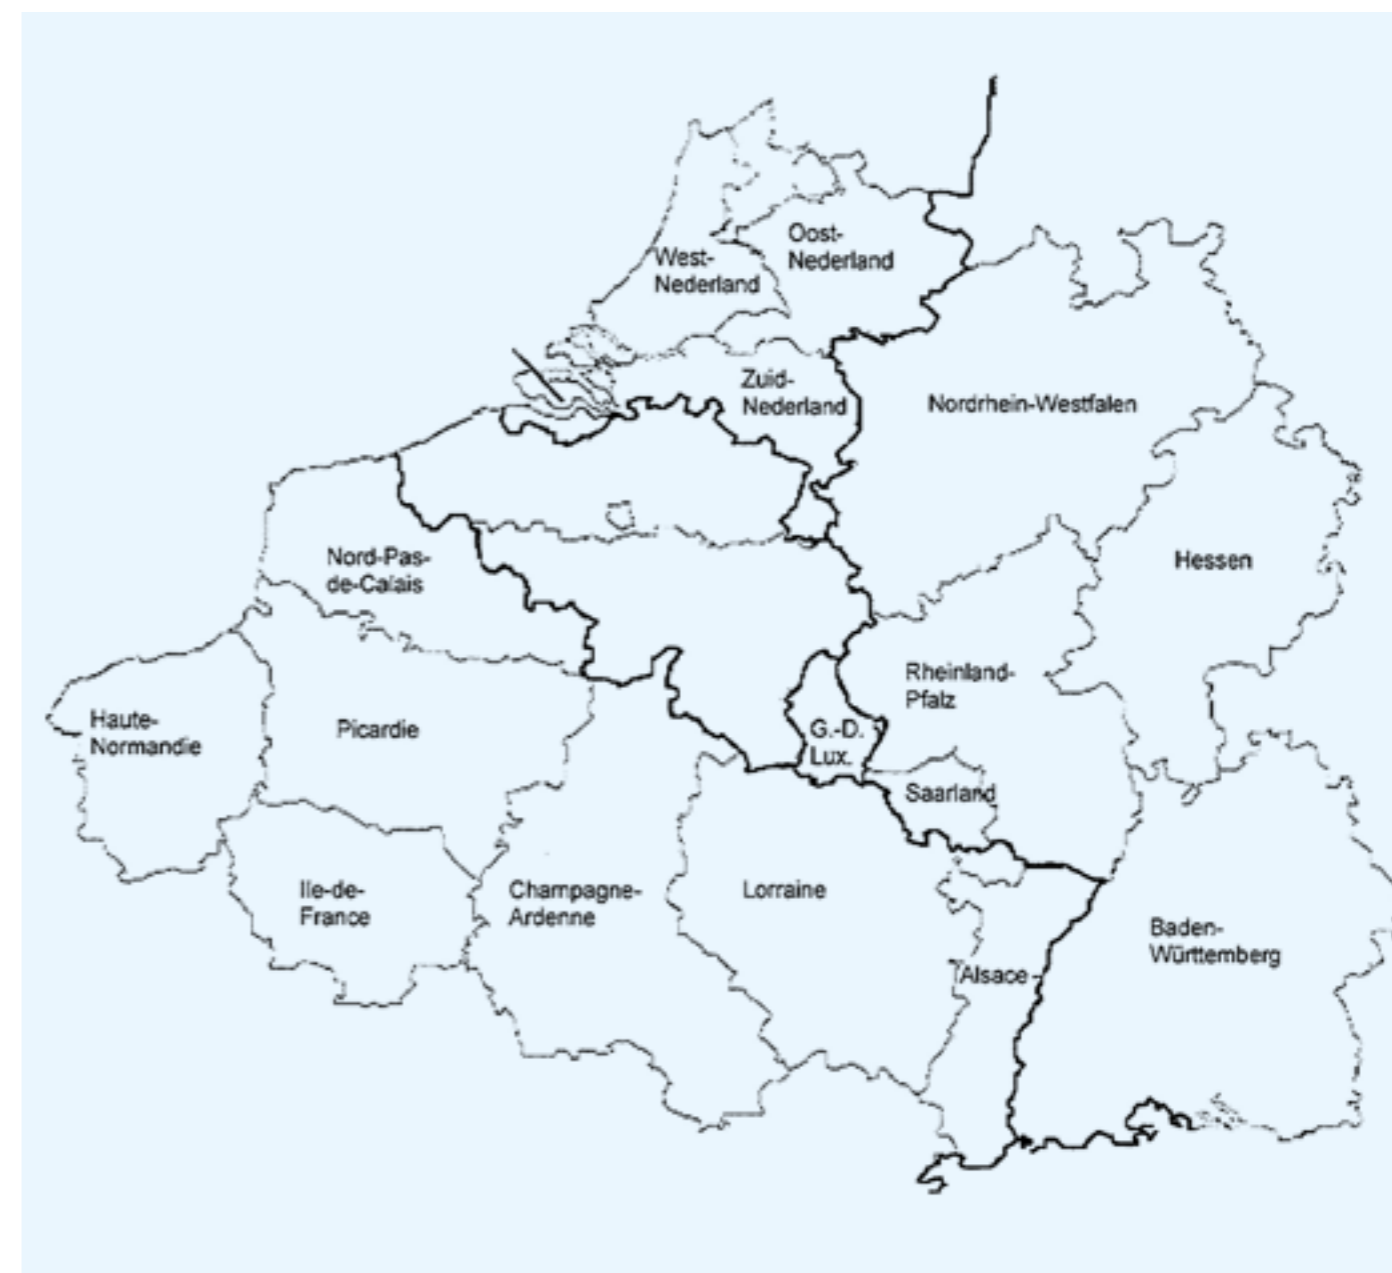 Oost-
Nederland
West-
Nederland
Zuid-
Nederland
Nordrhein-Westfalen
Nord-Pas-
de-Calais
Hessen
Rheinland-
Pfalz
Haute-
Normandie
Picardie
G.-D.
Lux.
Saarland
Ile-de-
France
Champagne-
Ardenne
Lorraine
Baden-
Württemberg
Alsace